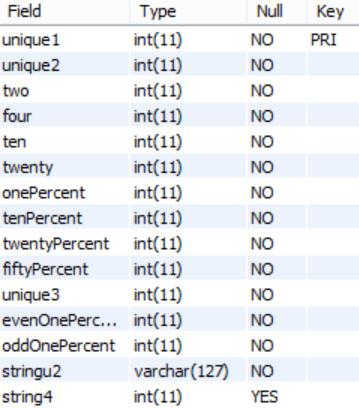 Field Type Null Key
unique1 int(11) NO PRI
unique2 int(11) NO
two int(11) NO
four int(11) NO
ten int(11) NO
twenty int(11) NO
onePercent int(11) NO
tenPercent int(11) NO
twentyPercent int(11) NO
fiftyPercent int(11) NO
unique3 int(11) NO
evenOnePerc... int(11) NO
oddOnePercent int(11) NO
stringu2 varchar(127) NO
string4 int(11) YES